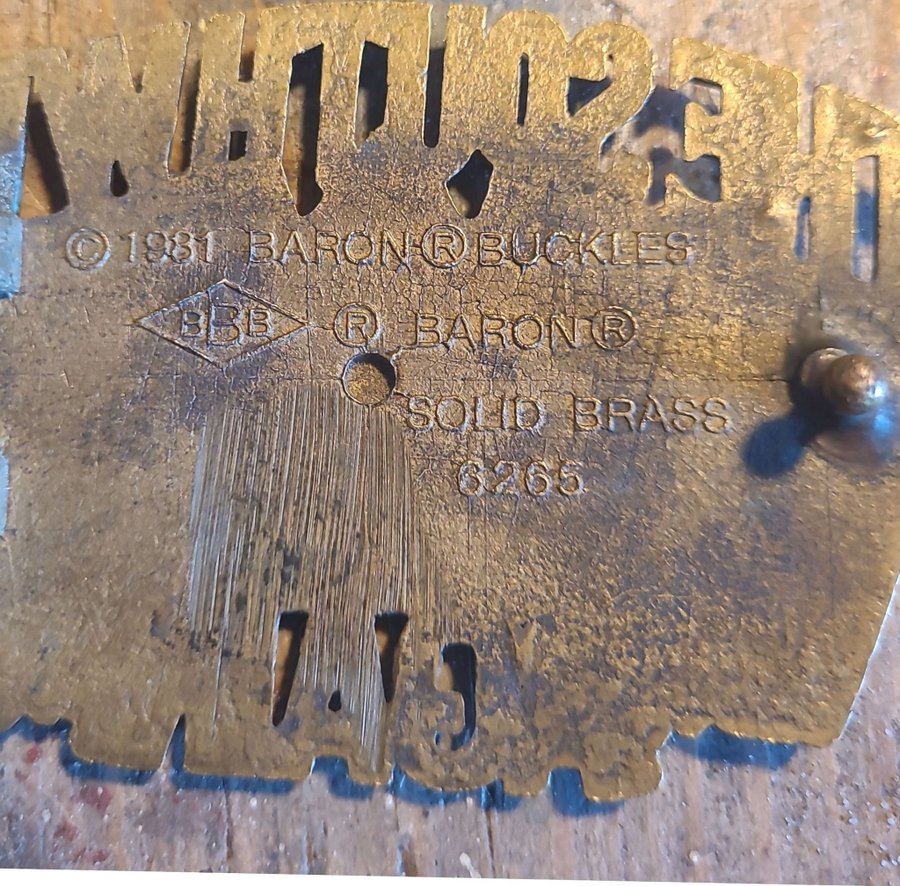 © 1981 BARON ® BUCKLES
BBB ® BARON ®
SOLID BRASS
6265